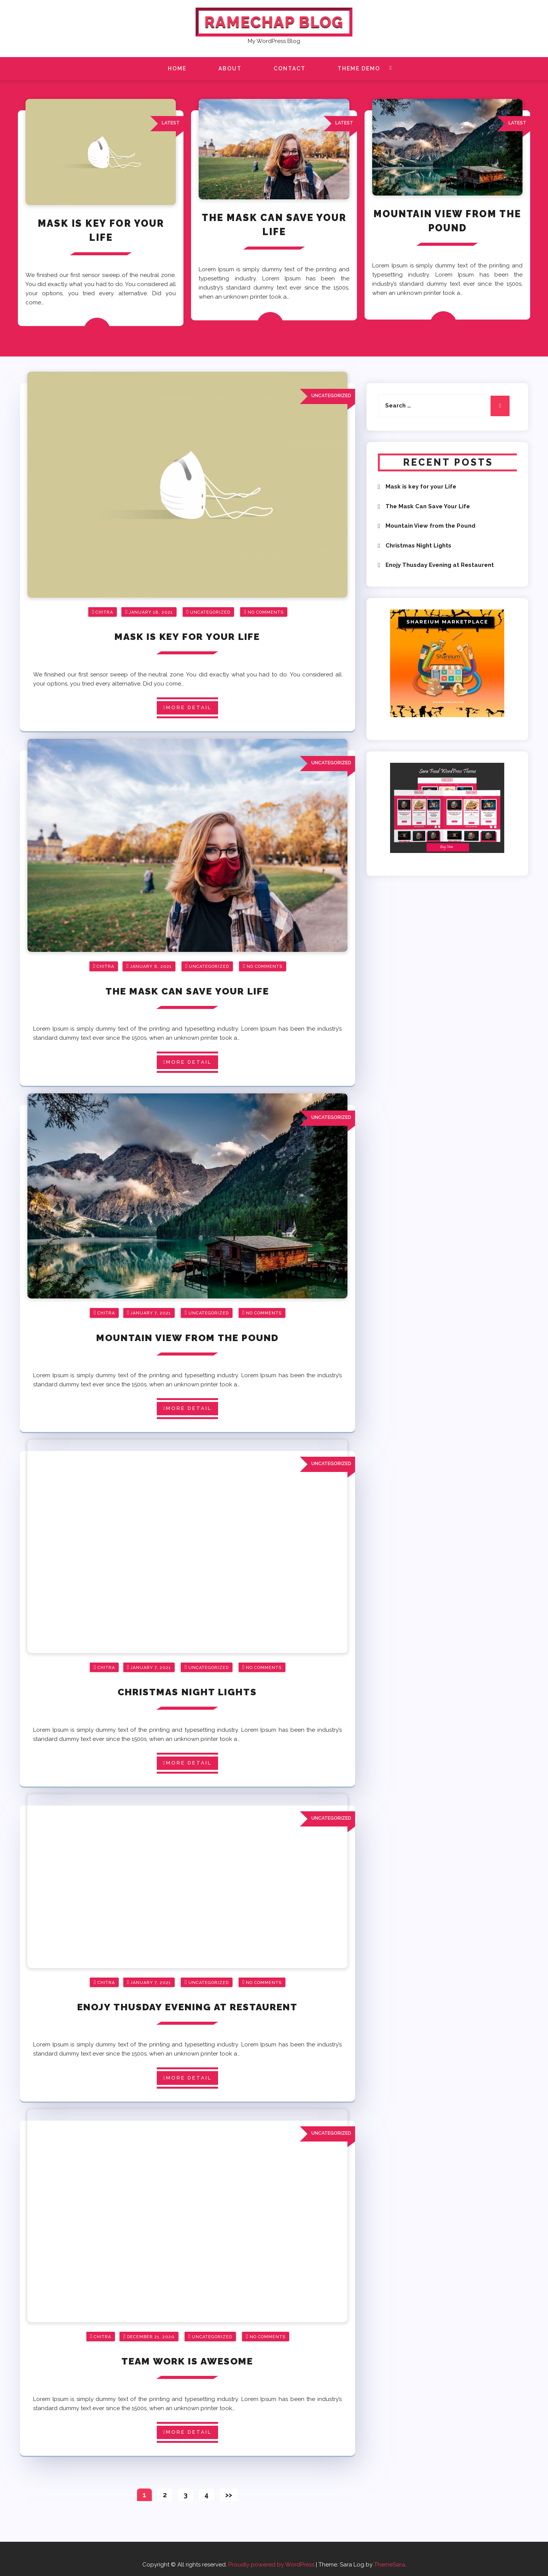 RAMECHAP BLOG
My WordPress Blog
HOME
ABOUT
CONTACT
THEME DEMO
LATEST
MASK IS KEY FOR YOUR
LIFE
We finished our first sensor sweep of the neutral zone.
You did exactly what you had to do. You considered all
your options, you tried every alternative. Did you
come...
LATEST
THE MASK CAN SAVE YOUR
LIFE
Lorem Ipsum is simply dummy text of the printing and
typesetting industry. Lorem Ipsum has been the
industry's standard dummy text ever since the 1500s,
when an unknown printer took a...
LATEST
MOUNTAIN VIEW FROM THE
POUND
Lorem Ipsum is simply dummy text of the printing and
typesetting industry. Lorem Ipsum has been the
industry's standard dummy text ever since the 1500s,
when an unknown printer took a...
UNCATEGORIZED
CHITRA
JANUARY 18, 2021
UNCATEGORIZED
NO COMMENTS
MASK IS KEY FOR YOUR LIFE
We finished our first sensor sweep of the neutral zone. You did exactly what you had to do. You considered all
your options, you tried every alternative. Did you come...
MORE DETAIL
UNCATEGORIZED
CHITRA
JANUARY 8, 2021
UNCATEGORIZED
NO COMMENTS
THE MASK CAN SAVE YOUR LIFE
Lorem Ipsum is simply dummy text of the printing and typesetting industry. Lorem Ipsum has been the industry's
standard dummy text ever since the 1500s, when an unknown printer took a...
MORE DETAIL
UNCATEGORIZED
CHITRA
JANUARY 7, 2021
UNCATEGORIZED
NO COMMENTS
MOUNTAIN VIEW FROM THE POUND
Lorem Ipsum is simply dummy text of the printing and typesetting industry. Lorem Ipsum has been the industry's
standard dummy text ever since the 1500s, when an unknown printer took a...
MORE DETAIL
UNCATEGORIZED
CHITRA
JANUARY 7, 2021
UNCATEGORIZED
NO COMMENTS
CHRISTMAS NIGHT LIGHTS
Lorem Ipsum is simply dummy text of the printing and typesetting industry. Lorem Ipsum has been the industry's
standard dummy text ever since the 1500s, when an unknown printer took a...
MORE DETAIL
UNCATEGORIZED
CHITRA
JANUARY 7, 2021
UNCATEGORIZED
NO COMMENTS
ENOJY THUSDAY EVENING AT RESTAURENT
Lorem Ipsum is simply dummy text of the printing and typesetting industry. Lorem Ipsum has been the industry's
standard dummy text ever since the 1500s, when an unknown printer took a...
MORE DETAIL
UNCATEGORIZED
CHITRA
DECEMBER 21, 2020
UNCATEGORIZED
NO COMMENTS
TEAM WORK IS AWESOME
Lorem Ipsum is simply dummy text of the printing and typesetting industry. Lorem Ipsum has been the industry's
standard dummy text ever since the 1500s, when an unknown printer took...
MORE DETAIL
1 2 3 4 >>
Search ...
RECENT POSTS
Mask is key for your Life
The Mask Can Save Your Life
Mountain View from the Pound
Christmas Night Lights
Enojy Thusday Evening at Restaurent
SHAREIUM MARKETPLACE
Shareium
Sara Food WordPress Theme
Buy Now
Copyright © All rights reserved. Proudly powered by WordPress | Theme: Sara Log by ThemeSara.